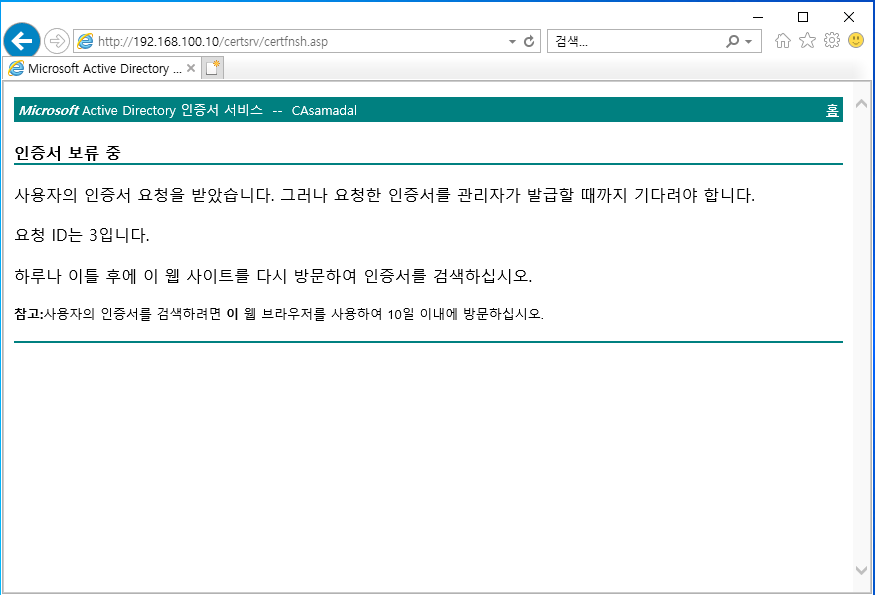 http://192.168.100.10/certsrv/certfnsh.asp
검색...
Microsoft Active Directory ...
Microsoft Active Directory 인증서 서비스 -- CAsamadal
홈
인증서 보류 중
사용자의 인증서 요청을 받았습니다. 그러나 요청한 인증서를 관리자가 발급할 때까지 기다려야 합니다.
요청 ID는 3입니다.
하루나 이틀 후에 이 웹 사이트를 다시 방문하여 인증서를 검색하십시오.
참고:사용자의 인증서를 검색하려면 이 웹 브라우저를 사용하여 10일 이내에 방문하십시오.